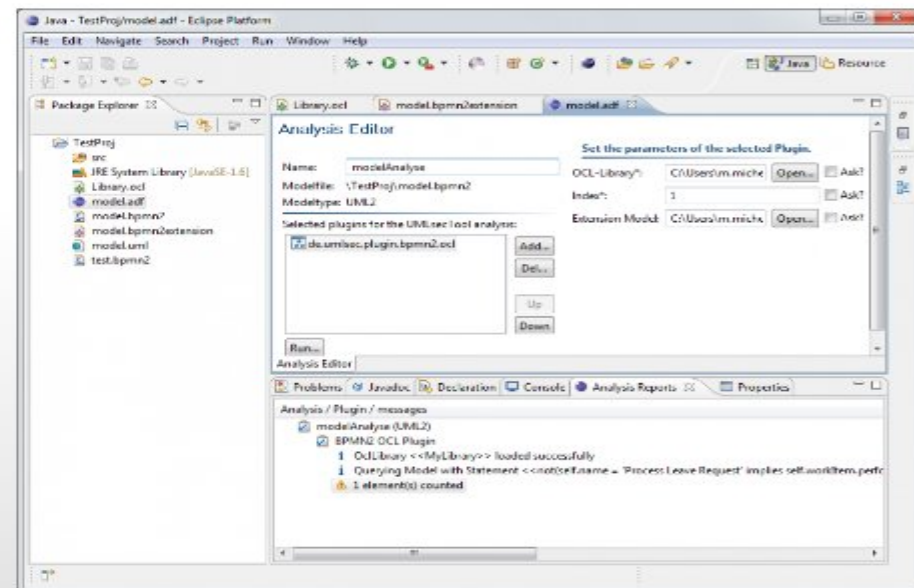 Java - TestProj/model.adf - Eclipse Platform
File Edit Navigate Search Project Run Window Help
Java Resource
Package Explorer
TestProj
src
JRE System Library [JavaSE-1.6]
Library.ocl
model.adf
model.bpmn2
model.bpmn2extension
model.uml
test.bpmn2
Library.ocl model.bpmn2extension model.adf
Analysis Editor
Name: modelAnalyse
Modelfile: \TestProj\model.bpmn2
Modeltype: UML2
Selected plugins for the UMLsecTool analysis:
de.umlsec.plugin.bpmn2.ocl
Add...
Del...
Up
Down
Run...
Set the parameters of the selected Plugin.
OCL-Library*: C:\Users\m.miche Open... Ask?
Index*: 1 Ask?
Extension Model: C:\Users\m.miche Open... Ask?
Analysis Editor
Problems Javadoc Declaration Console Analysis Reports Properties
Analysis / Plugin / messages
modelAnalyse (UML2)
BPMN2 OCL Plugin
OclLibrary <<MyLibrary>> loaded successfully
Querying Model with Statement <<not(self.name = 'Process Leave Request' implies self.workItem.perfc
1 element(s) counted